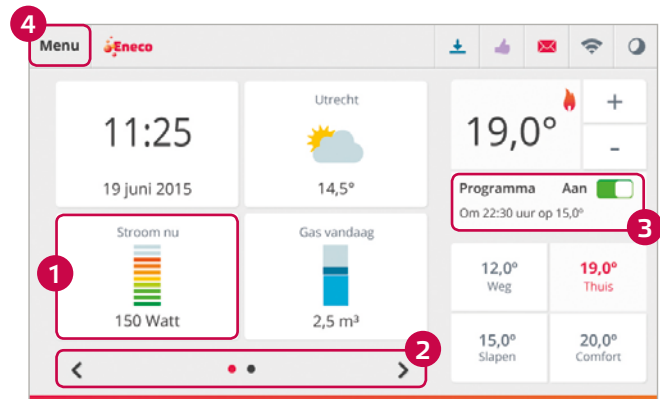 4
Menu
Eneco
11:25
19 juni 2015
Utrecht
14,5°
19,0°
+
-
Programma Aan
Om 22:30 uur op 15,0°
3
1
Stroom nu
150 Watt
Gas vandaag
2,5 m³
12,0°
Weg
19,0°
Thuis
15,0°
Slapen
20,0°
Comfort
2